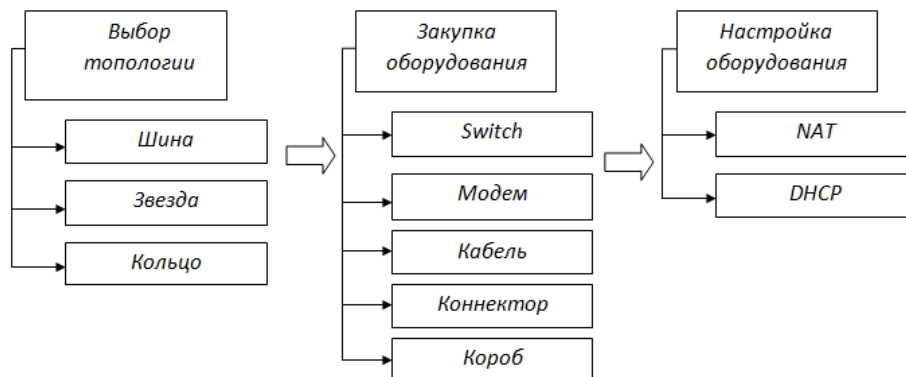 Выбор
топологии
Шина
Звезда
Кольцо
Закупка
оборудования
Switch
Модем
Кабель
Коннектор
Короб
Настройка
оборудования
NAT
DHCP